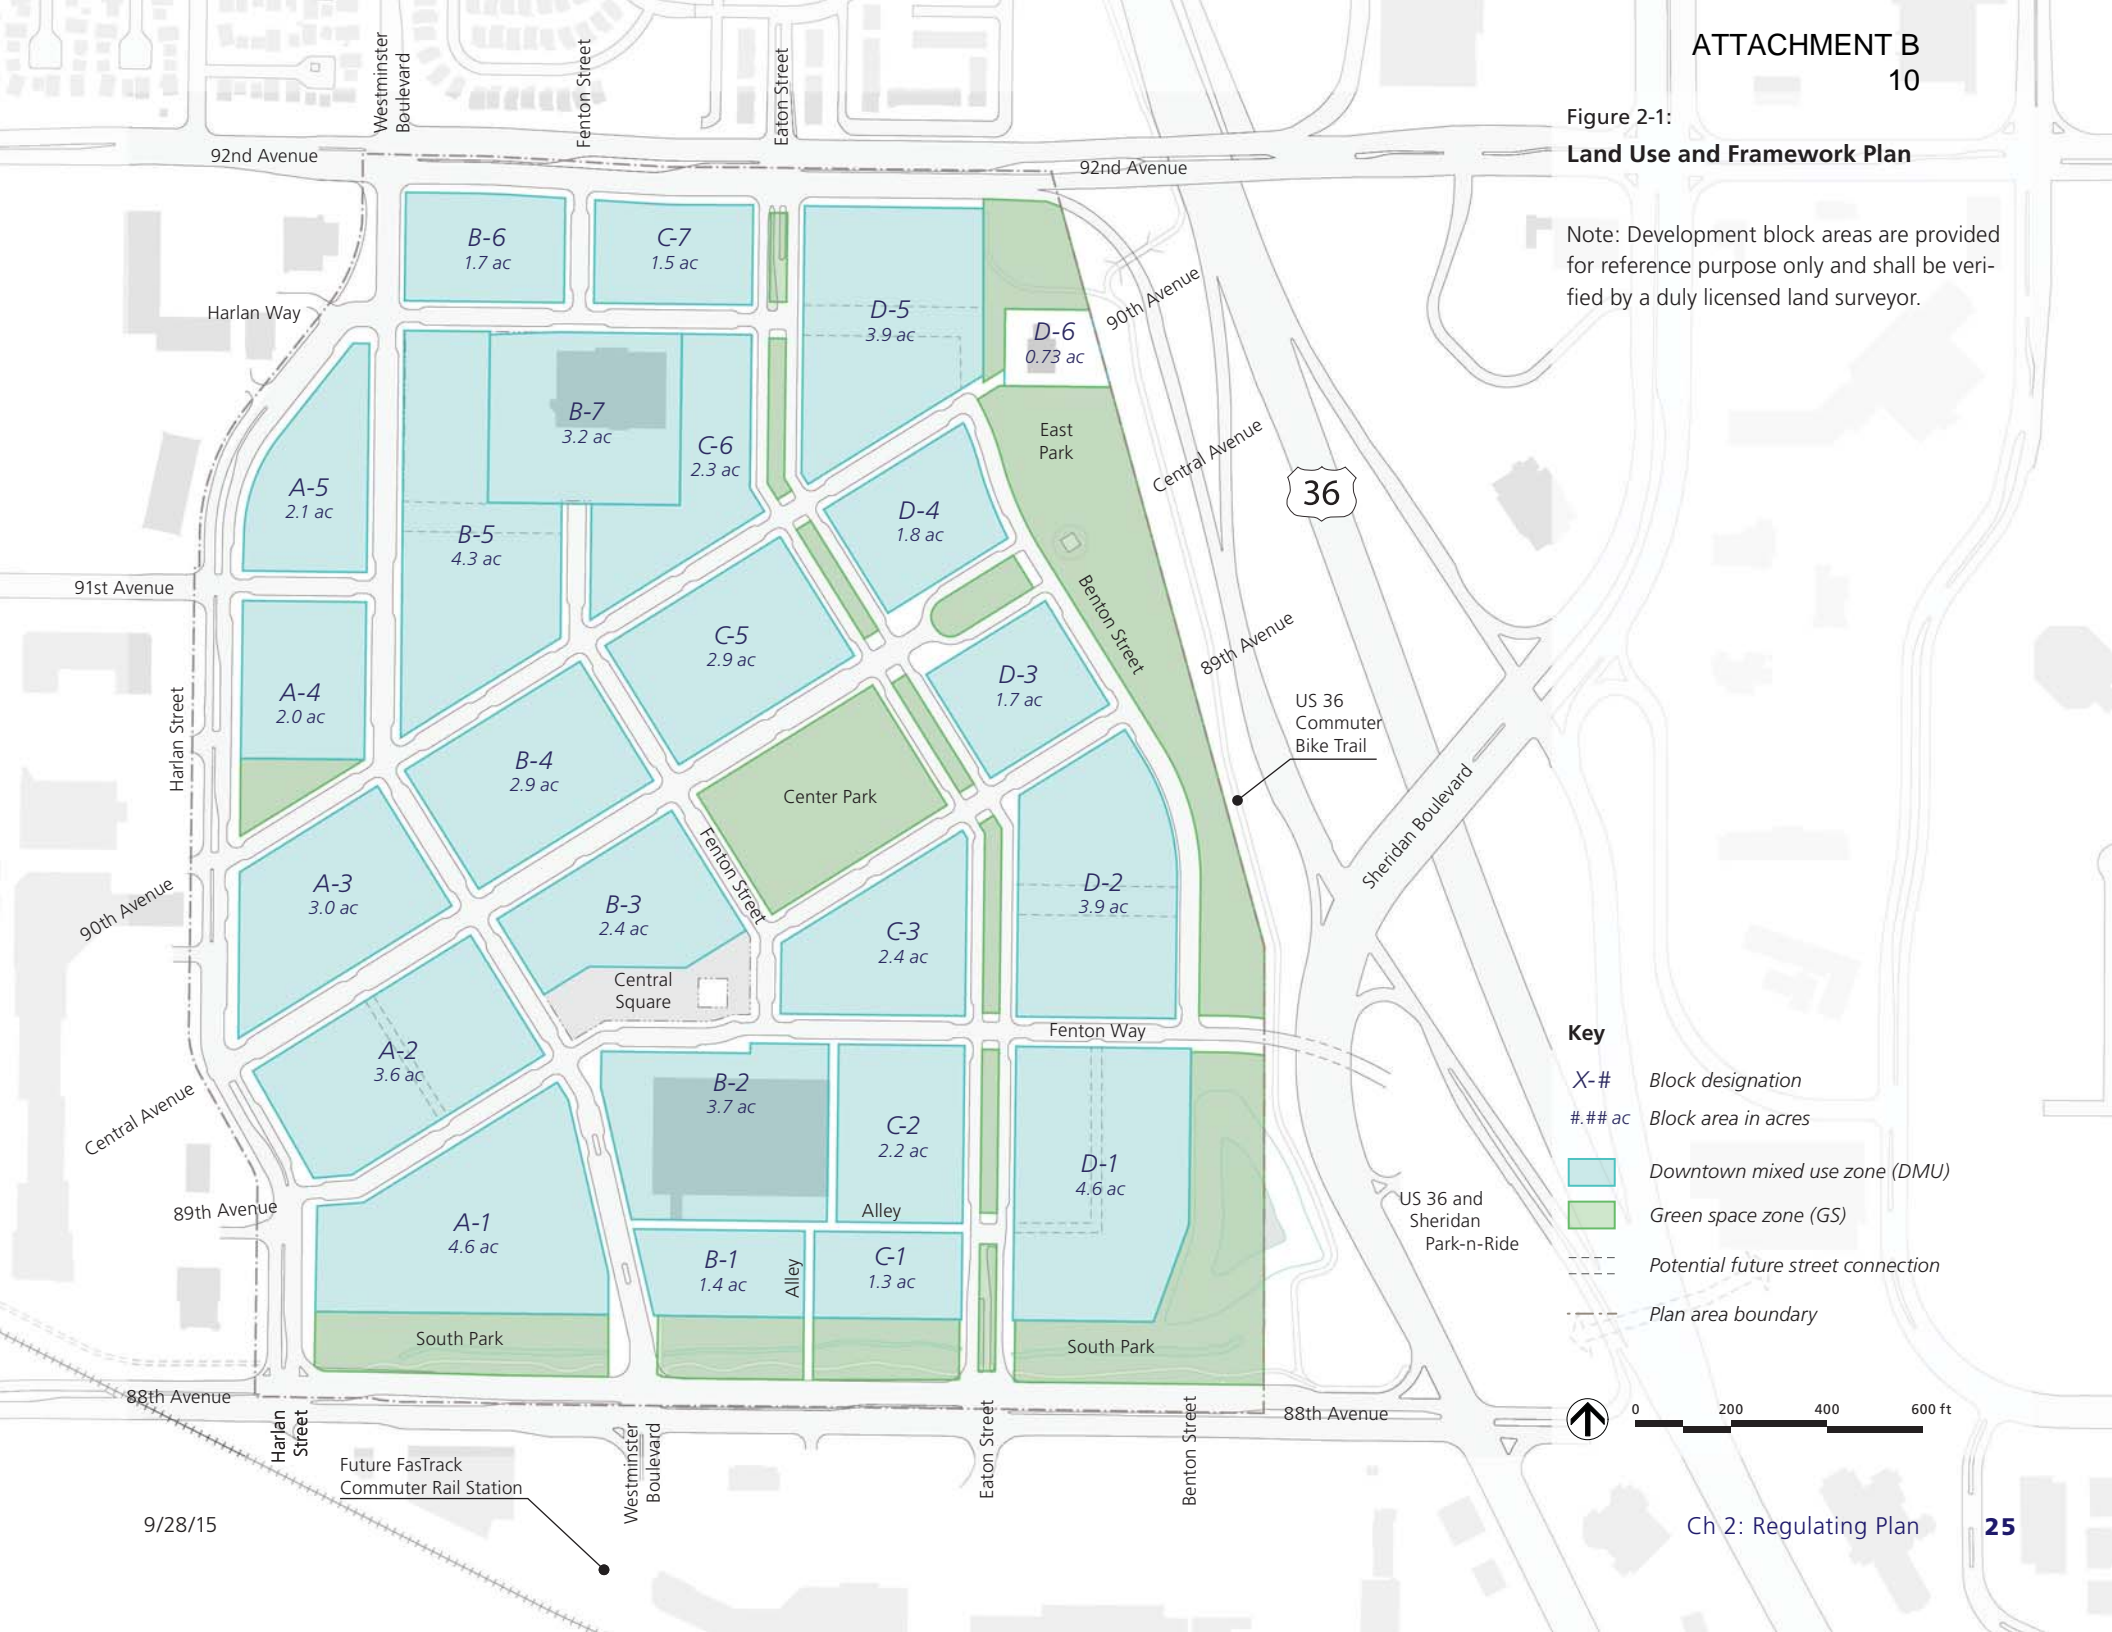 ATTACHMENT B
10
Figure 2-1:
Land Use and Framework Plan
Note: Development block areas are provided
for reference purpose only and shall be veri-
fied by a duly licensed land surveyor.
Westminster
Boulevard
Fenton Street
Eaton Street
92nd Avenue
92nd Avenue
B-6
1.7 ac
C-7
1.5 ac
D-5
3.9 ac
D-6
0.73 ac
90th Avenue
Harlan Way
B-7
3.2 ac
C-6
2.3 ac
East
Park
Central Avenue
36
A-5
2.1 ac
B-5
4.3 ac
D-4
1.8 ac
91st Avenue
Benton Street
89th Avenue
C-5
2.9 ac
D-3
1.7 ac
A-4
2.0 ac
Harlan Street
US 36
Commuter
Bike Trail
B-4
2.9 ac
Center Park
Sheridan Boulevard
Fenton Street
A-3
3.0 ac
90th Avenue
B-3
2.4 ac
D-2
3.9 ac
C-3
2.4 ac
Central
Square
Fenton Way
A-2
3.6 ac
Central Avenue
B-2
3.7 ac
C-2
2.2 ac
D-1
4.6 ac
89th Avenue
Alley
A-1
4.6 ac
B-1
1.4 ac
Alley
C-1
1.3 ac
US 36 and
Sheridan
Park-n-Ride
South Park
South Park
88th Avenue
88th Avenue
Harlan
Street
Westminster
Boulevard
Eaton Street
Benton Street
Future FasTrack
Commuter Rail Station
Key
X-# Block designation
#.## ac Block area in acres
Downtown mixed use zone (DMU)
Green space zone (GS)
Potential future street connection
Plan area boundary
0 200 400 600 ft
9/28/15
Ch 2: Regulating Plan 25